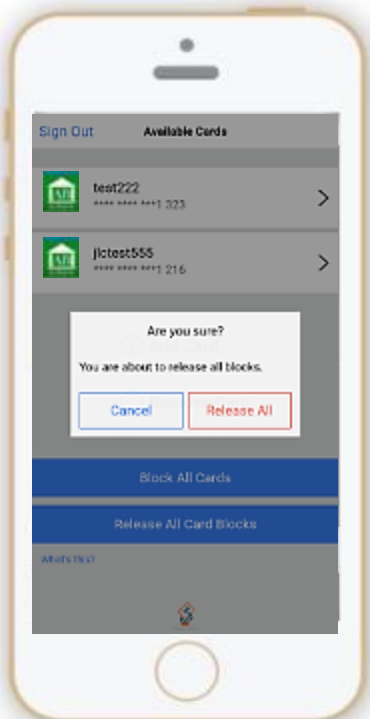 Sign Out
Available Cards
test222
**** **** ***1 323
jlctest555
**** **** ***1 216
Are you sure?
You are about to release all blocks.
Cancel
Release All
Block All Cards
Release All Card Blocks
What's this?